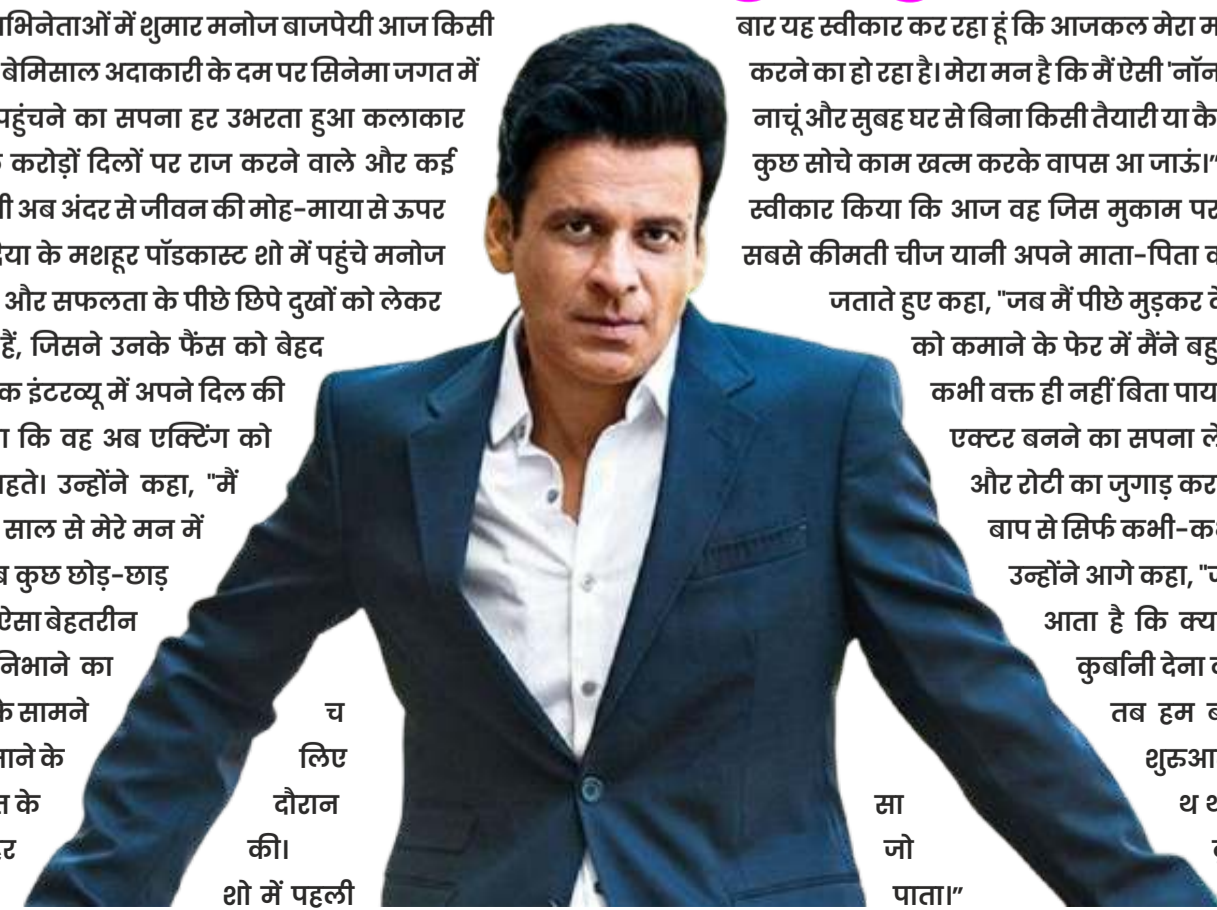 भिनेताओं में शुमार मनोज बाजपेयी आज किसी
बेमिसाल अदाकारी के दम पर सिनेमा जगत में
पहुंचने का सपना हर उभरता हुआ कलाकार
करोड़ों दिलों पर राज करने वाले और कई
अब अंदर से जीवन की मोह-माया से ऊपर
के मशहूर पॉडकास्ट शो में पहुंचे मनोज
और सफलता के पीछे छिपे दुखों को लेकर
हैं, जिसने उनके फैंस को बेहद
इंटरव्यू में अपने दिल की
कि वह अब एक्टिंग को
उन्होंने कहा, "मैं
साल से मेरे मन में
कुछ छोड़-छाड़
ऐसा बेहतरीन
निभाने का
के सामने च
के लिए
के दौरान
की।
शो में पहली
बार यह स्वीकार कर रहा हूं कि आजकल मेरा म
करने का हो रहा है। मेरा मन है कि मैं ऐसी 'नॉन
नाचूं और सुबह घर से बिना किसी तैयारी या कै
कुछ सोचे काम खत्म करके वापस आ जाऊं।”
स्वीकार किया कि आज वह जिस मुकाम पर
सबसे कीमती चीज यानी अपने माता-पिता
जताते हुए कहा, "जब मैं पीछे मुड़कर
को कमाने के फेर में मैंने बहु
कभी वक्त ही नहीं बिता पाय
एक्टर बनने का सपना ले
और रोटी का जुगाड़ कर
बाप से सिर्फ कभी-क
उन्होंने आगे कहा, "ज
आता है कि क्य
कुर्बानी देना
तब हम ब
शुरुआ
सा थ थ
जो
पाता।”